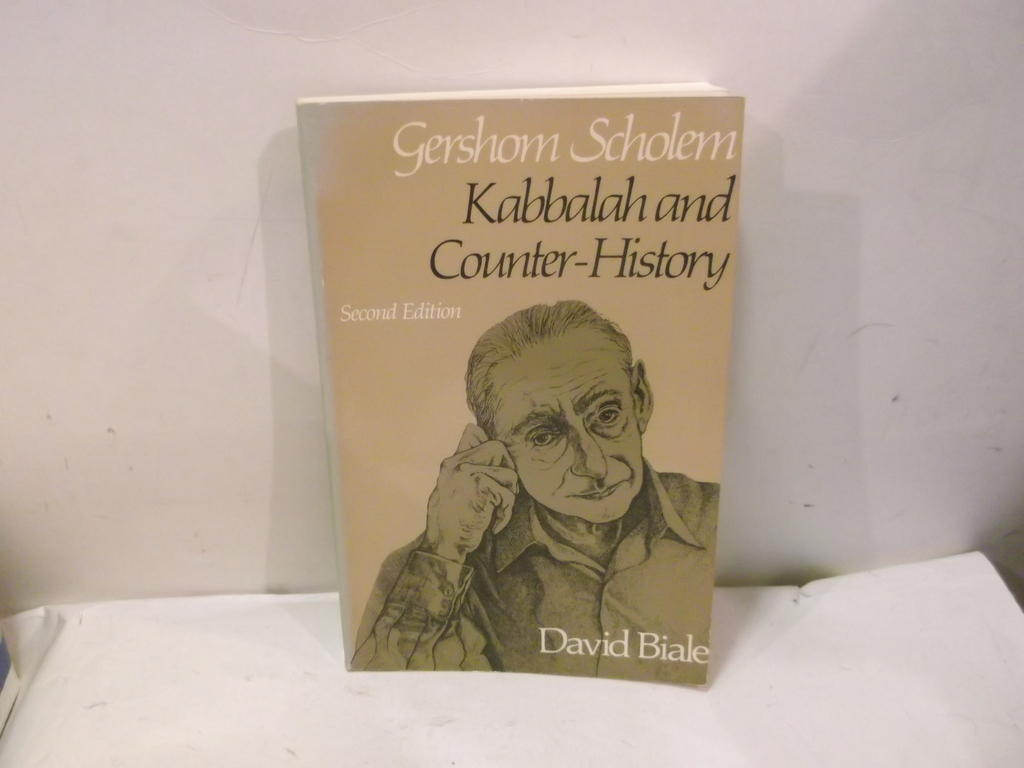 Gershom Scholem
Kabbalah and
Counter-History
Second Edition
David Biale